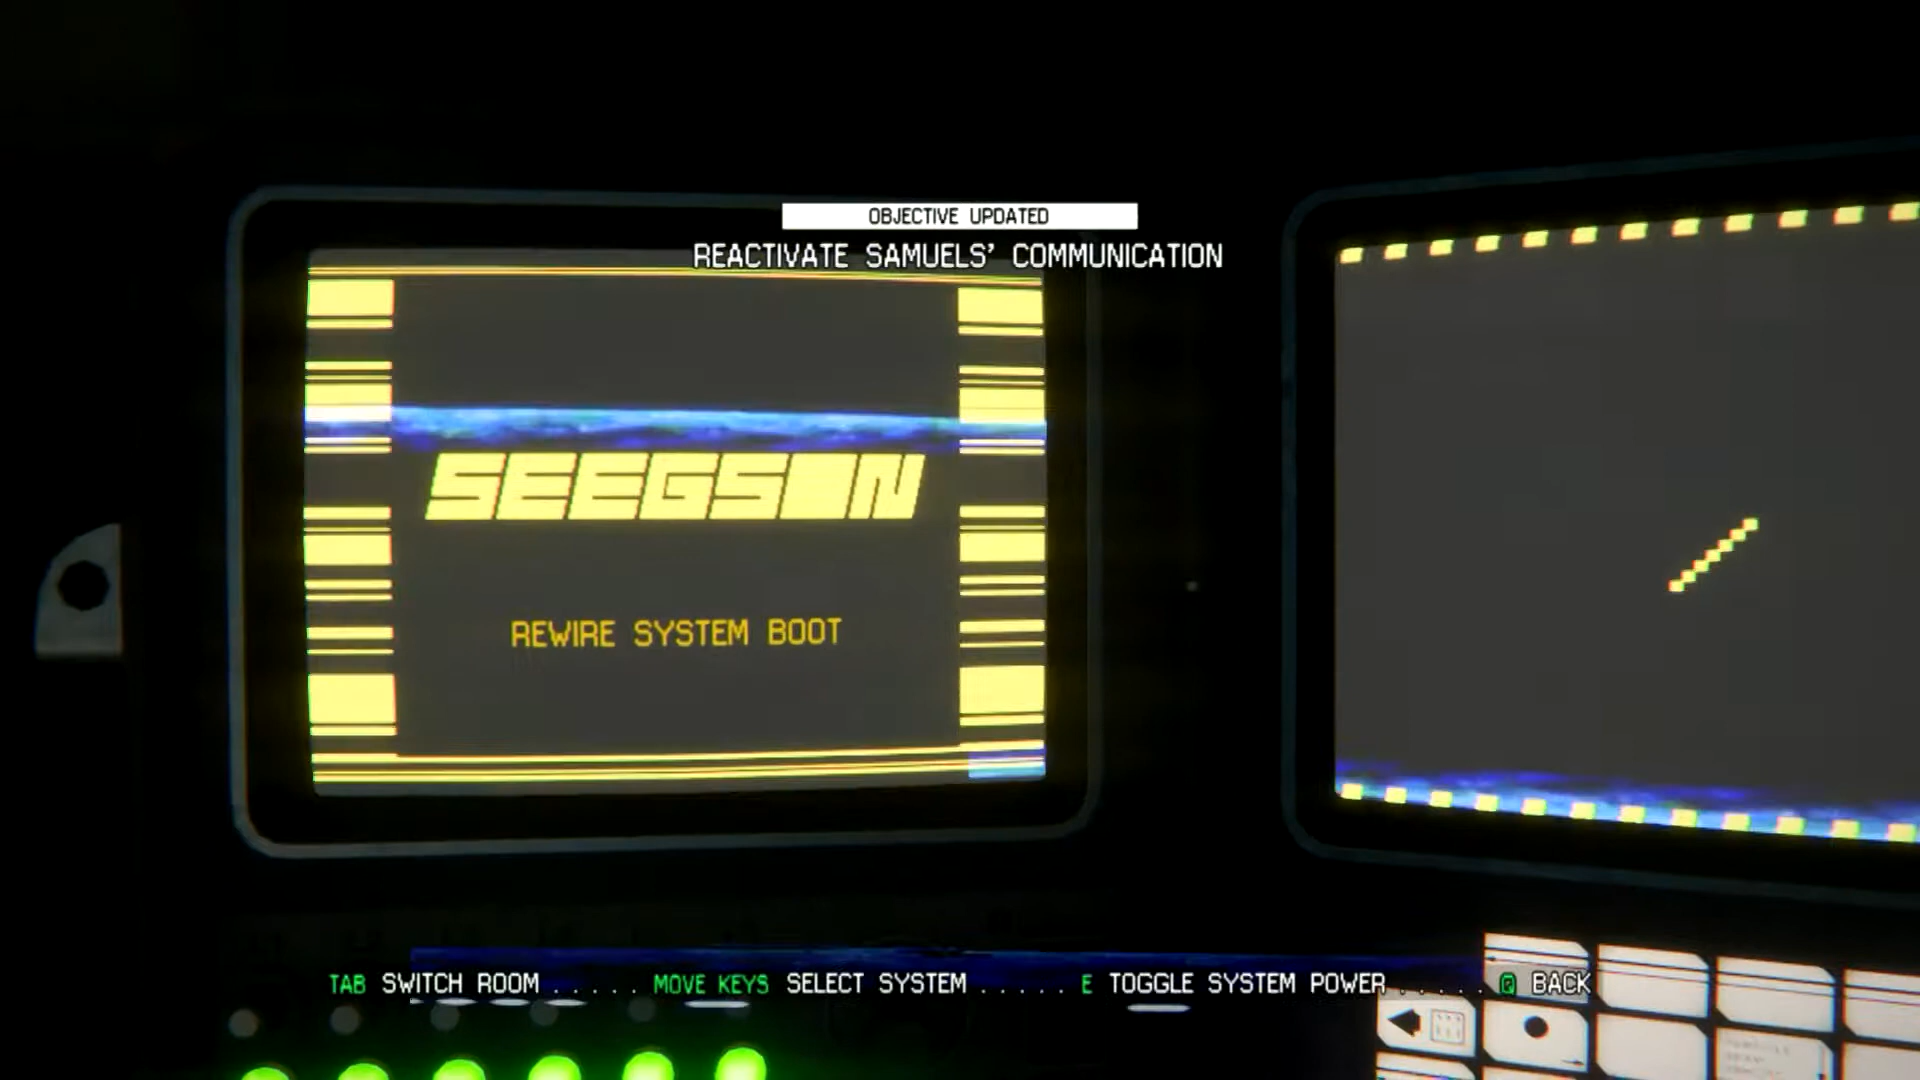 OBJECTIVE UPDATED
REACTIVATE SAMUELS' COMMUNICATION
SEEGSON
REWIRE SYSTEM BOOT
TAB SWITCH ROOM ..... MOVE KEYS SELECT SYSTEM ...... E TOGGLE SYSTEM POWER ...... Q BACK